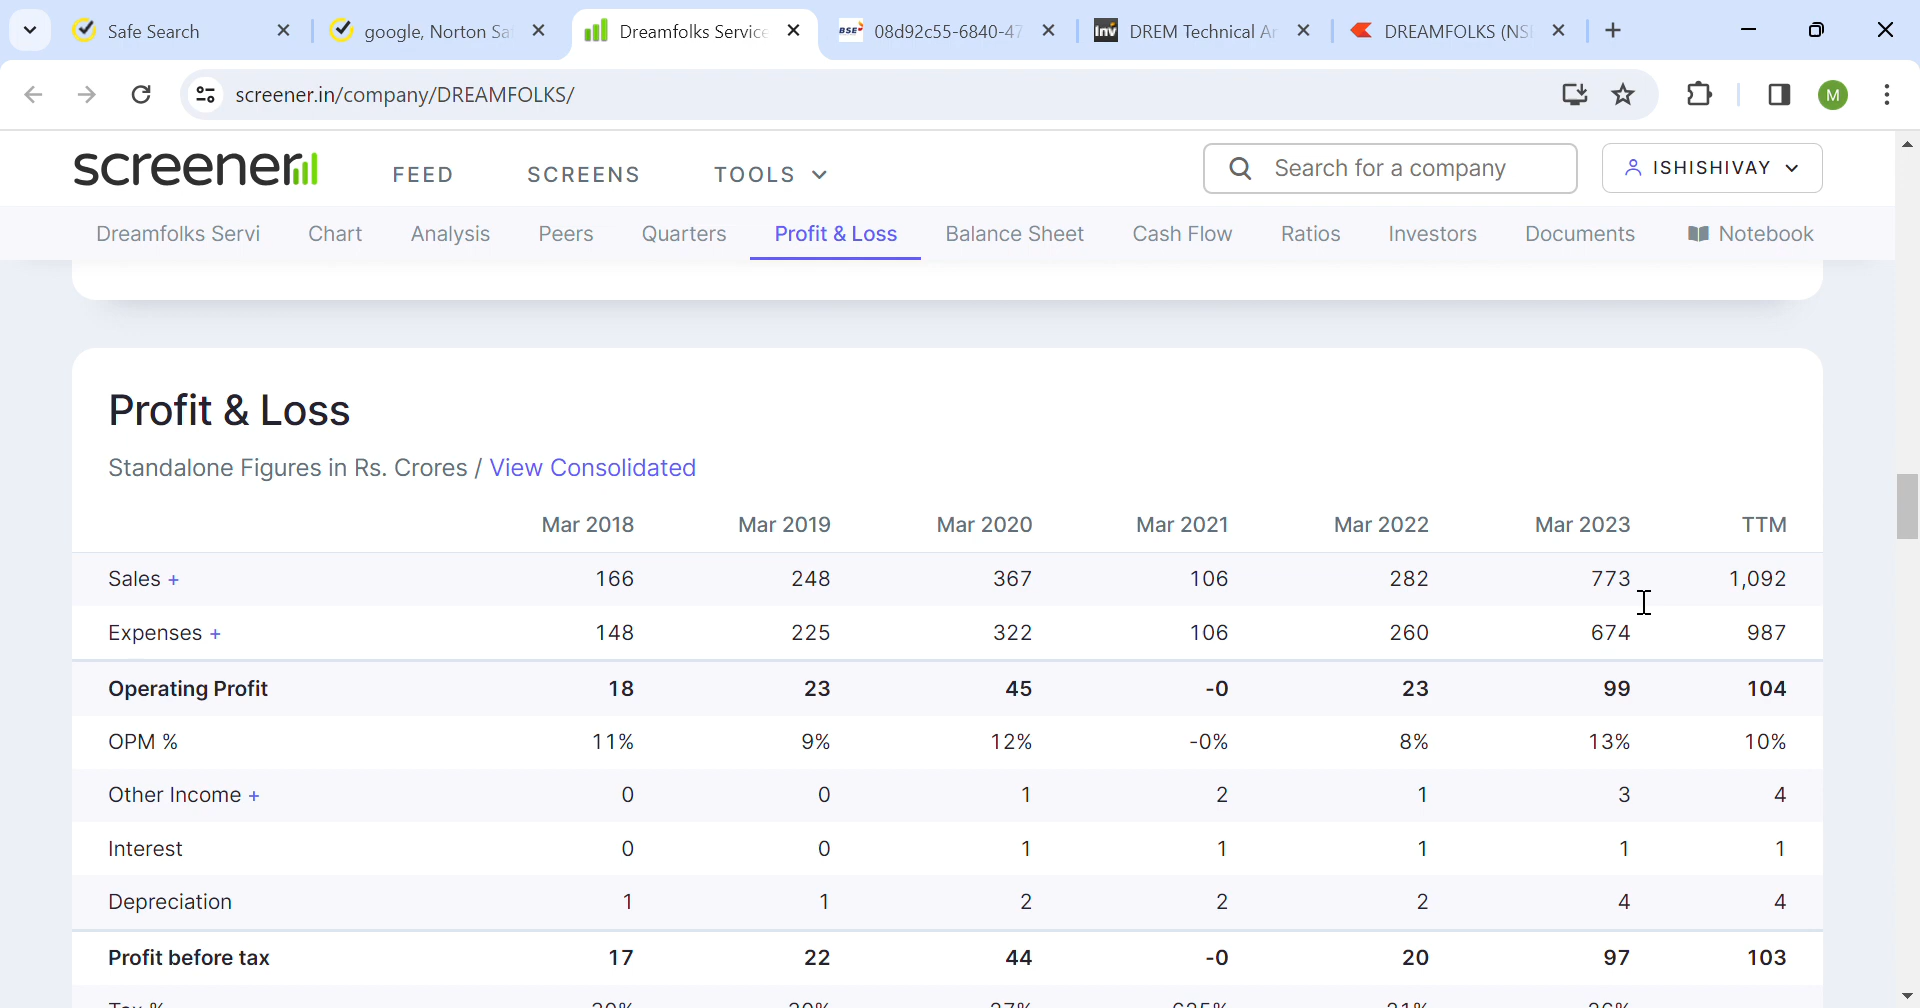 Safe Search
google, Norton Sa
Dreamfolks Service
BSE
08d92c55-6840-47
Inv
DREM Technical An
DREAMFOLKS (NSE
screener.in/company/DREAMFOLKS/
M
screener
FEED
SCREENS
TOOLS
Search for a company
ISHISHIVAY
Dreamfolks Servi
Chart
Analysis
Peers
Quarters
Profit & Loss
Balance Sheet
Cash Flow
Ratios
Investors
Documents
Notebook
Profit & Loss
Standalone Figures in Rs. Crores / View Consolidated
Mar 2018 Mar 2019 Mar 2020 Mar 2021 Mar 2022 Mar 2023 TTM
Sales + 166 248 367 106 282 773 1,092
Expenses + 148 225 322 106 260 674 987
Operating Profit 18 23 45 -0 23 99 104
OPM % 11% 9% 12% -0% 8% 13% 10%
Other Income + 0 0 1 2 1 3 4
Interest 0 0 1 1 1 1 1
Depreciation 1 1 2 2 2 4 4
Profit before tax 17 22 44 -0 20 97 103